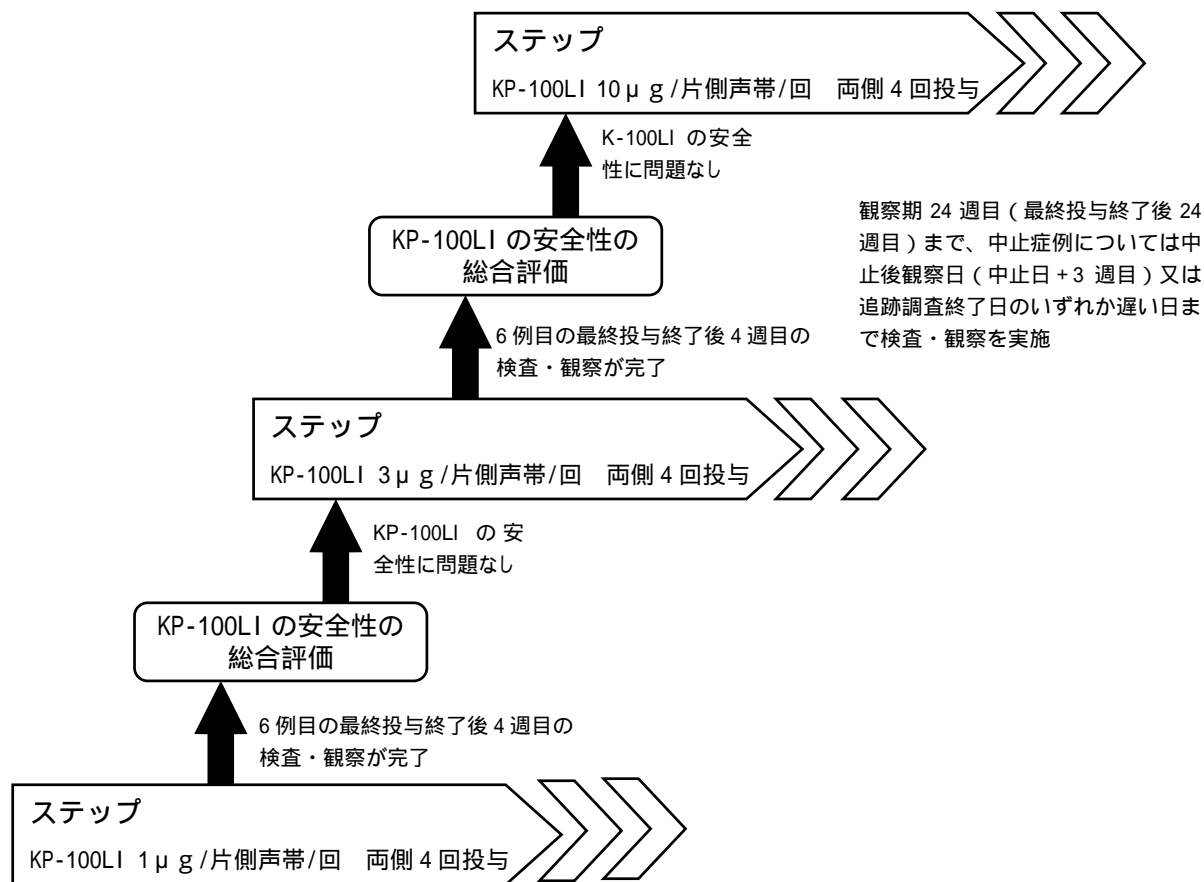 ステップ
KP-100LI 10μg/片側声帯/回 両側4回投与
K-100LI の安全
性に問題なし
観察期 24 週目(最終投与終了後 24
週目)まで、中止症例については中
止後観察日(中止日+3 週目)又は
追跡調査終了日のいずれか遅い日ま
で検査・観察を実施
KP-100LI の安全性の
総合評価
6 例目の最終投与終了後 4 週目の
検査・観察が完了
ステップ
KP-100LI 3μg/片側声帯/回 両側4回投与
KP-100LI の 安
全性に問題なし
KP-100LI の安全性の
総合評価
6 例目の最終投与終了後 4 週目の
検査・観察が完了
ステップ
KP-100LI 1μg/片側声帯/回 両側4回投与